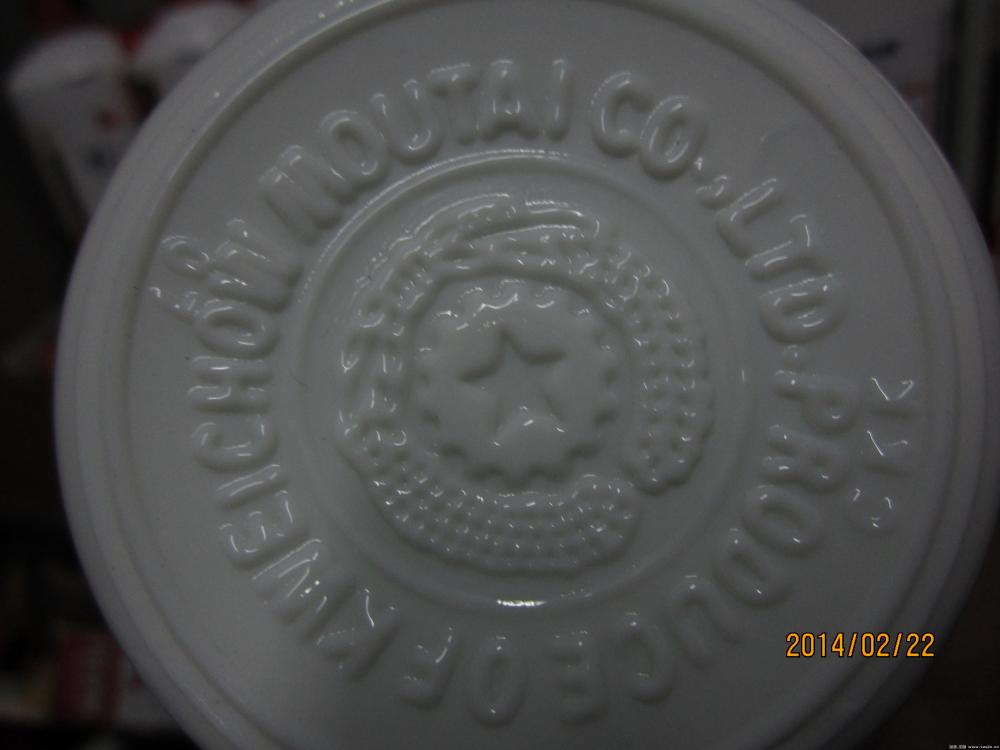 PRODUCE OF KWEICHOW MOUTAI CO.,LTD.
2014/02/22